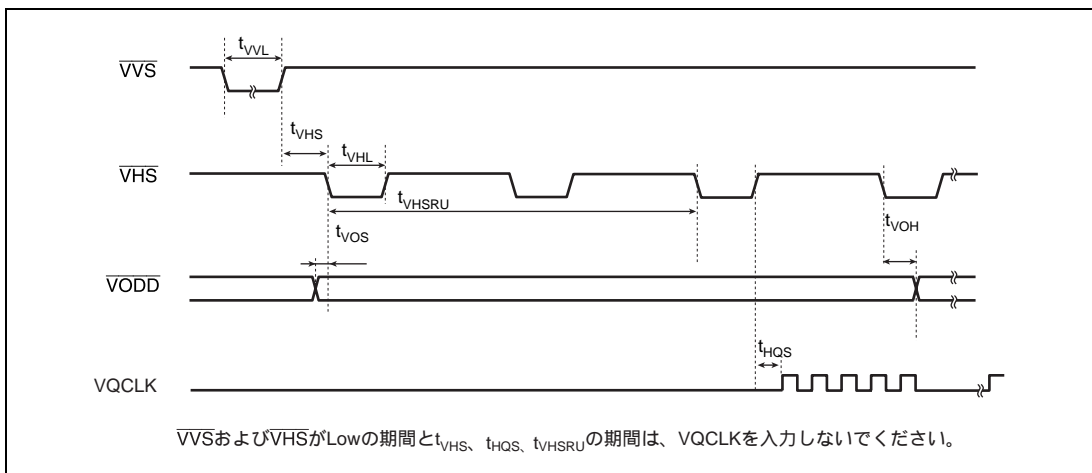 tVVL
VVS
tVHS
tVHL
VHS
tVHSRU
tVOS
tVOH
VODD
tHQS
VQCLK
VVSおよびVHSがLowの期間とtVHS、tHQS、tVHSRUの期間は、VQCLKを入力しないでください。